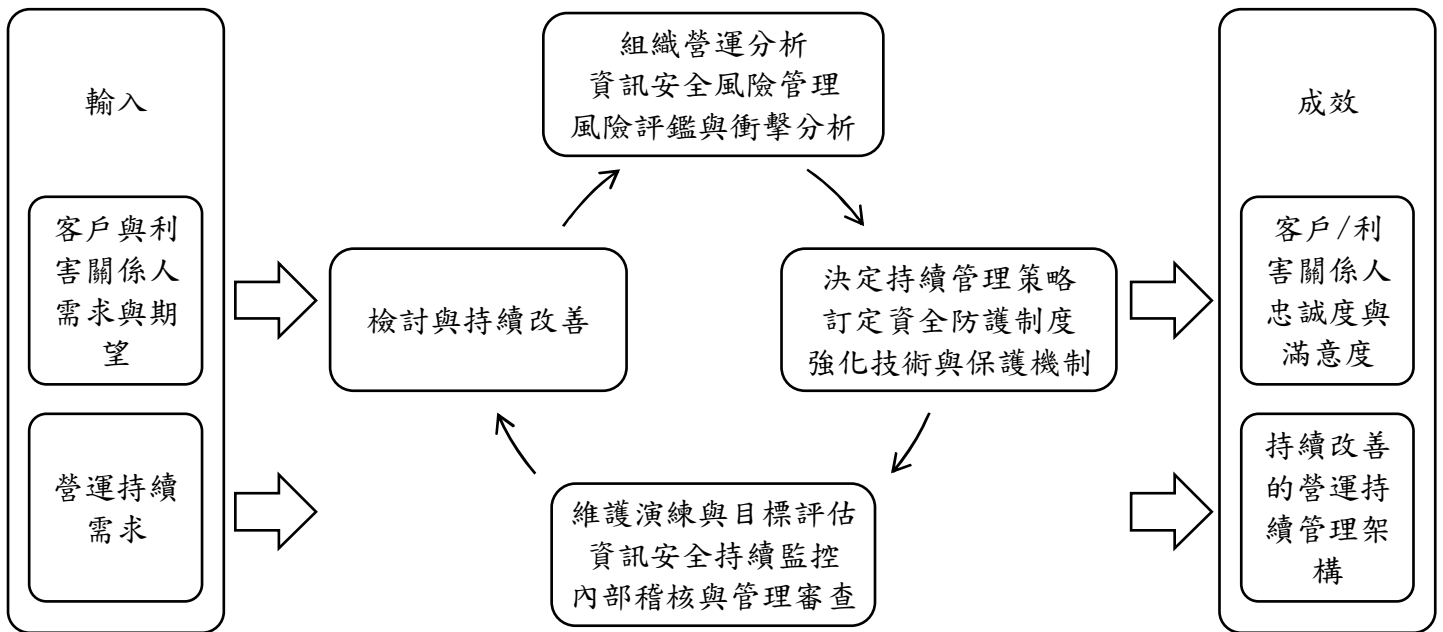 輸入
客戶與利
害關係人
需求與期
望
營運持續
需求
組織營運分析
資訊安全風險管理
風險評鑑與衝擊分析
檢討與持續改善
決定持續管理策略
訂定資全防護制度
強化技術與保護機制
維護演練與目標評估
資訊安全持續監控
內部稽核與管理審查
成效
客戶/利
害關係人
忠誠度與
滿意度
持續改善
的營運持
續管理架
構